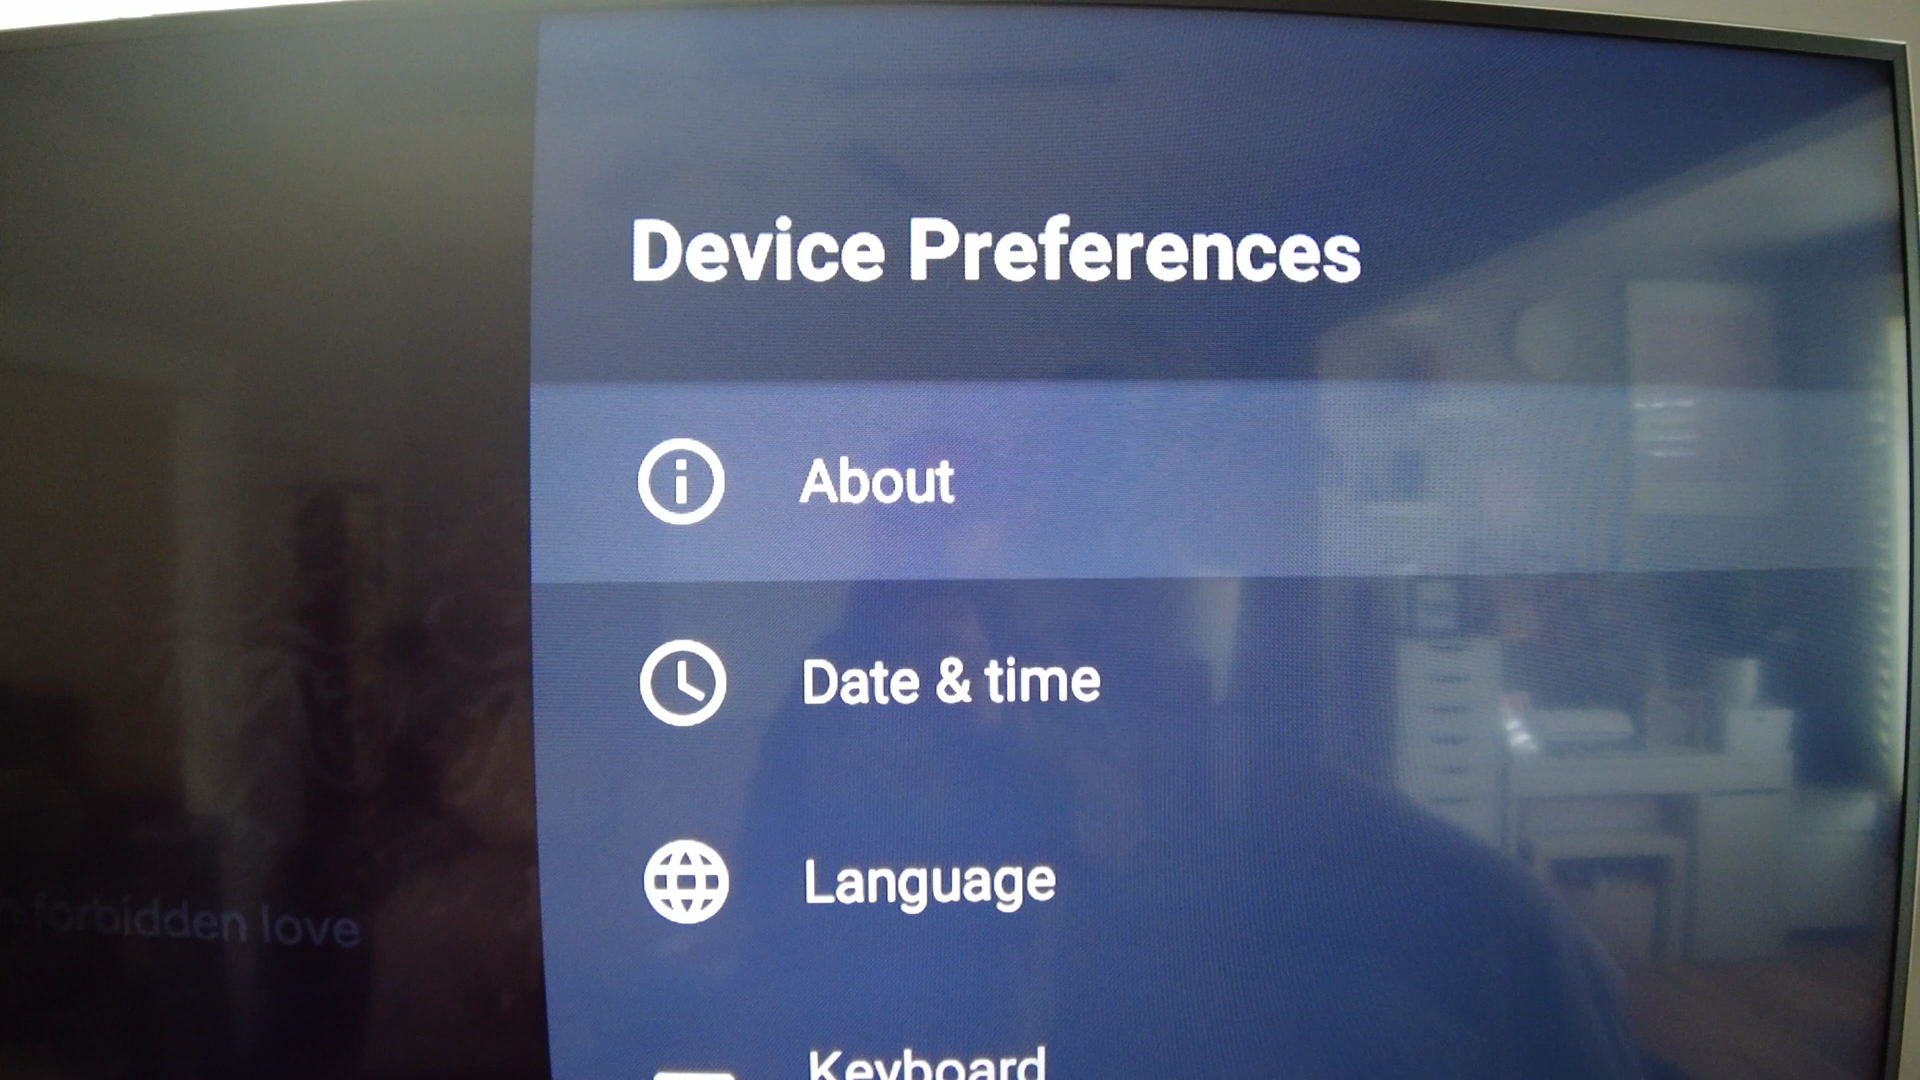 Device Preferences
About
Date & time
Language
Keyboard
forbidden love